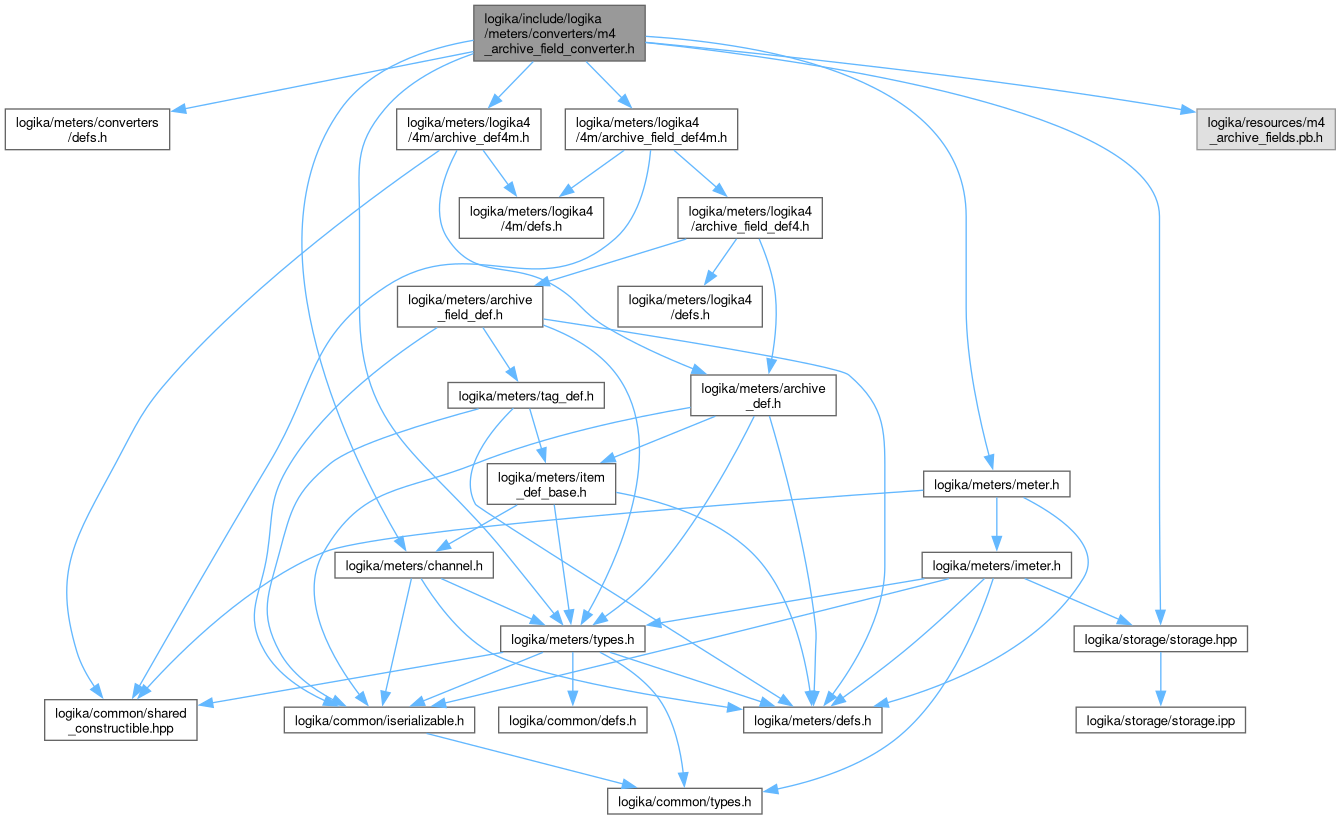 logika/include/logika
/meters/converters/m4
_archive_field_converter.h
logika/meters/converters
/defs.h
logika/meters/logika4
/4m/archive_def4m.h
logika/meters/logika4
/4m/archive_field_def4m.h
logika/resources/m4
_archive_fields.pb.h
logika/meters/logika4
/4m/defs.h
logika/meters/logika4
/archive_field_def4.h
logika/meters/archive
_field_def.h
logika/meters/logika4
/defs.h
logika/meters/tag_def.h
logika/meters/archive
_def.h
logika/meters/item
_def_base.h
logika/meters/meter.h
logika/meters/channel.h
logika/meters/imeter.h
logika/meters/types.h
logika/storage/storage.hpp
logika/common/shared
_constructible.hpp
logika/common/iserializable.h
logika/common/defs.h
logika/meters/defs.h
logika/storage/storage.ipp
logika/common/types.h